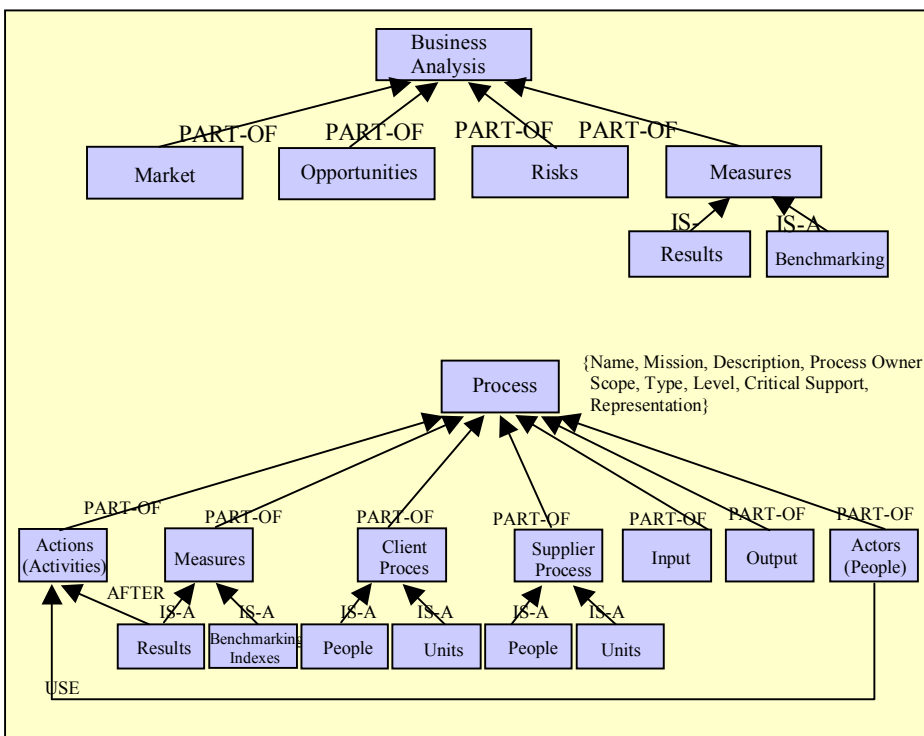 Business
Analysis
PART-OF
PART-OF
PART-OF
PART-OF
Market
Opportunities
Risks
Measures
IS-
IS-A
Results
Benchmarking
Process
{Name, Mission, Description, Process Owner
Scope, Type, Level, Critical Support,
Representation}
PART-OF
PART-OF
PART-OF
PART-OF
PART-OF
PART-OF
PART-OF
Actions
(Activities)
Measures
Client
Proces
Supplier
Process
Input
Output
Actors
(People)
AFTER
IS-A
IS-A
IS-A
IS-A
IS-A
IS-A
Results
Benchmarking
Indexes
People
Units
People
Units
USE